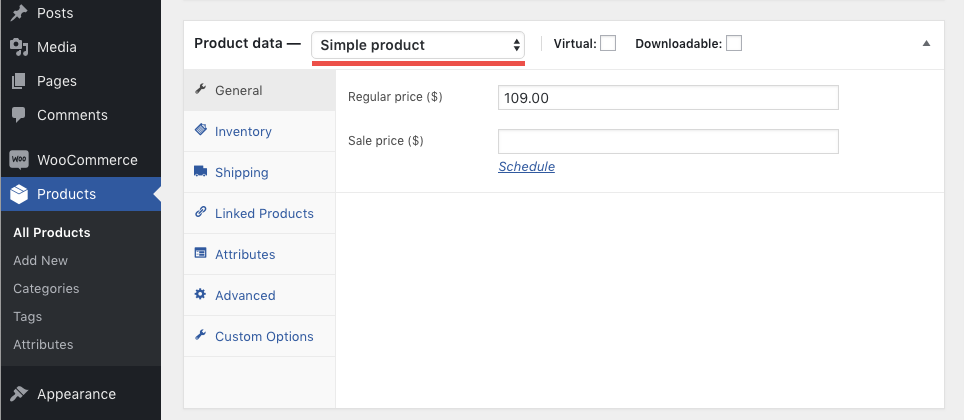 Posts
Media
Pages
Comments
WOO
WooCommerce
Products
All Products
Add New
Categories
Tags
Attributes
Appearance
Product data — Simple product Virtual: Downloadable:
General
Inventory
Shipping
Linked Products
Attributes
Advanced
Custom Options
Regular price ($) 109.00
Sale price ($)
Schedule